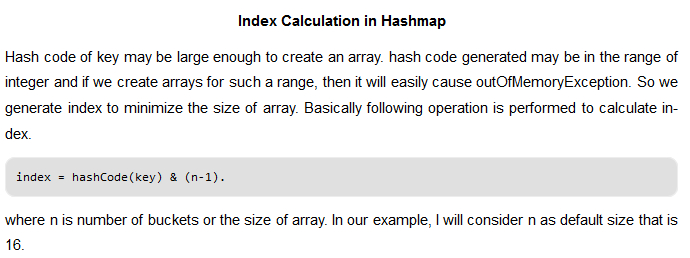 Index Calculation in Hashmap
Hash code of key may be large enough to create an array. hash code generated may be in the range of
integer and if we create arrays for such a range, then it will easily cause outOfMemoryException. So we
generate index to minimize the size of array. Basically following operation is performed to calculate in-
dex.
index = hashCode(key) & (n-1).
where n is number of buckets or the size of array. In our example, I will consider n as default size that is
16.